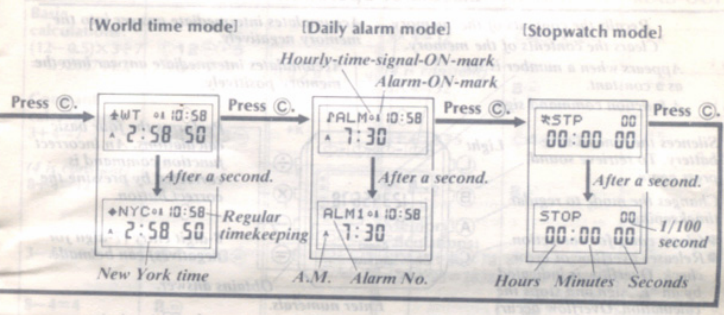 [World time mode]
[Daily alarm mode]
[Stopwatch mode]
Hourly-time-signal-ON-mark
Alarm-ON-mark
Press Ⓒ.
WT 10:58
2:58 50
After a second.
NYC 10:58
2:58 50
Regular
timekeeping
New York time
Press Ⓒ.
ALM 10:58
7:30
After a second.
ALM1 10:58
7:30
A.M. Alarm No.
Press Ⓒ.
STP 00
00:00 00
After a second.
STOP 00
00:00 00
1/100
second
Hours Minutes Seconds
Press Ⓒ.